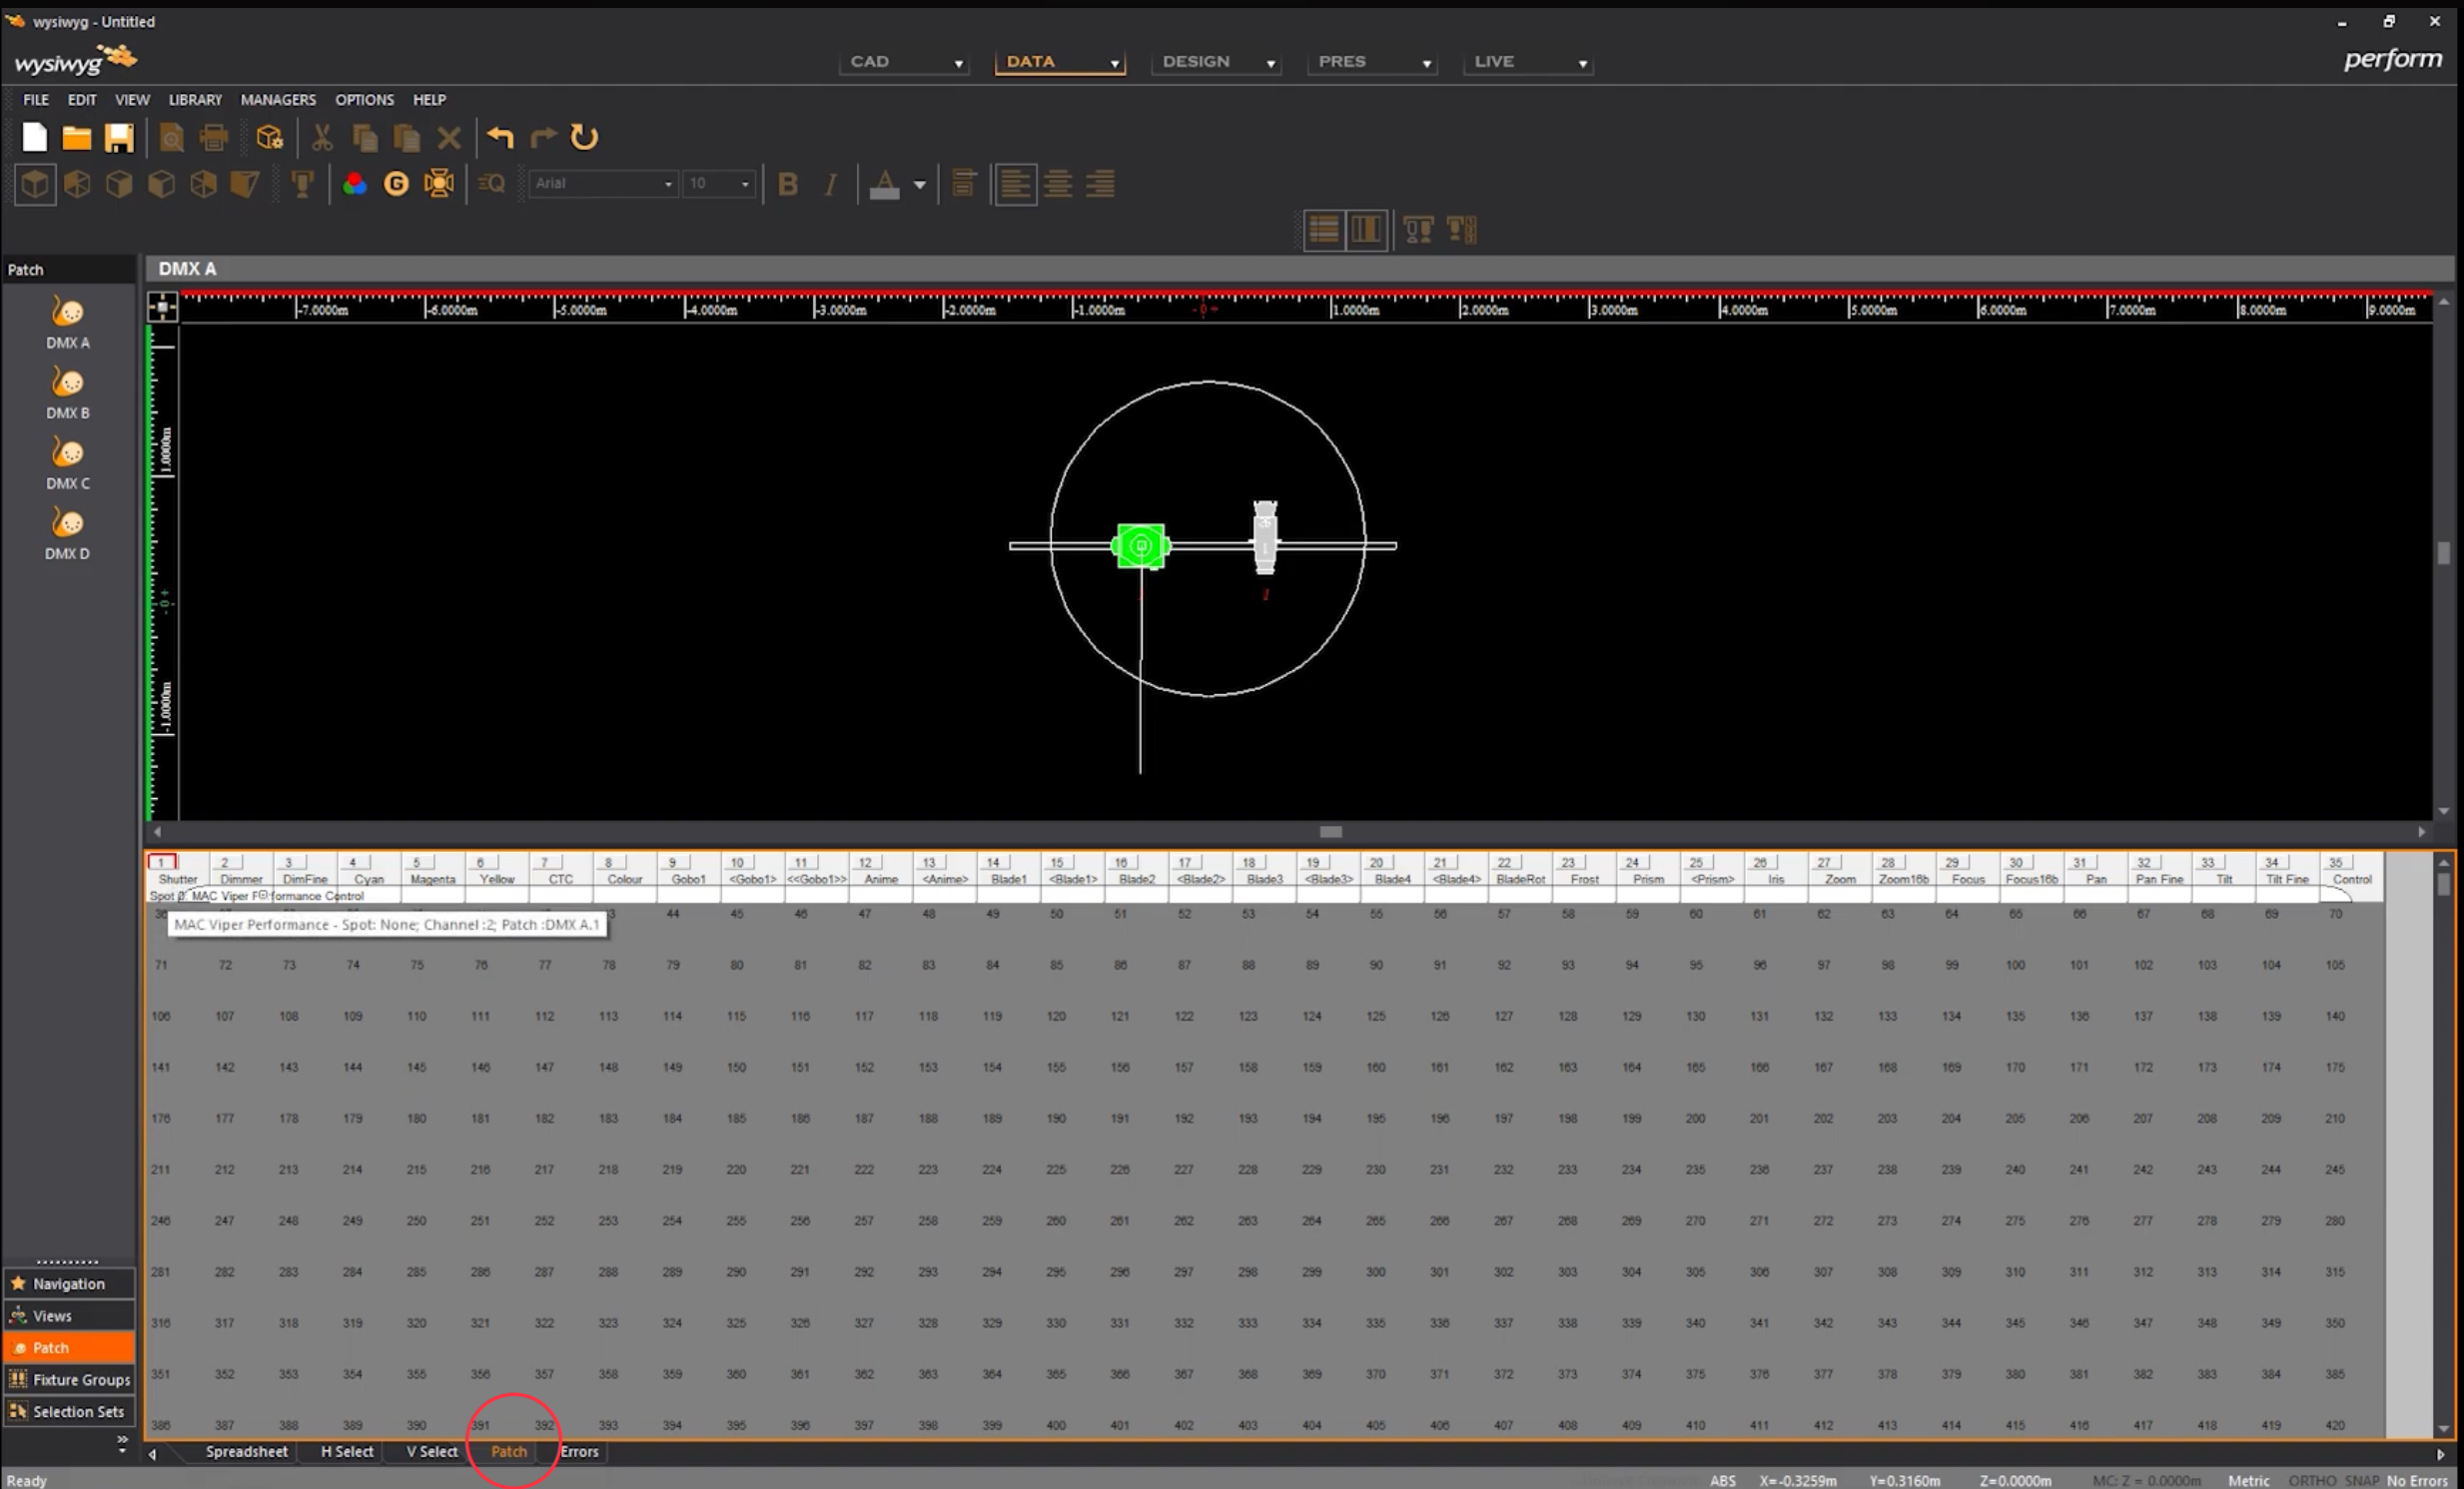 wysiwyg - Untitled
wysiwyg
CAD DATA DESIGN PRES LIVE
perform
FILE EDIT VIEW LIBRARY MANAGERS OPTIONS HELP
Arial 10
Patch
DMX A
-7.0000m -6.0000m -5.0000m -4.0000m -3.0000m -2.0000m -1.0000m -0+ 1.0000m 2.0000m 3.0000m 4.0000m 5.0000m 6.0000m 7.0000m 8.0000m 9.0000m
DMX A
DMX B
DMX C
DMX D
1.0000m
-0+
-1.0000m
26
1
1
1 2 3 4 5 6 7 8 9 10 11 12 13 14 15 16 17 18 19 20 21 22 23 24 25 26 27 28 29 30 31 32 33 34 35
Shutter Dimmer DimFine Cyan Magenta Yellow CTC Colour Gobo1 <Gobo1> <<Gobo1>> Anime <Anime> Blade1 <Blade1> Blade2 <Blade2> Blade3 <Blade3> Blade4 <Blade4> BladeRot Frost Prism <Prism> Iris Zoom Zoom16b Focus Focus16b Pan Pan Fine Tilt Tilt Fine Control
Spot MAC Viper formance Control
44 45 46 47 48 49 50 51 52 53 54 55 56 57 58 59 60 61 62 63 64 65 66 67 68 69 70
MAC Viper Performance - Spot: None; Channel :2; Patch :DMX A.1
71 72 73 74 75 76 77 78 79 80 81 82 83 84 85 86 87 88 89 90 91 92 93 94 95 96 97 98 99 100 101 102 103 104 105
106 107 108 109 110 111 112 113 114 115 116 117 118 119 120 121 122 123 124 125 126 127 128 129 130 131 132 133 134 135 136 137 138 139 140
141 142 143 144 145 146 147 148 149 150 151 152 153 154 155 156 157 158 159 160 161 162 163 164 165 166 167 168 169 170 171 172 173 174 175
176 177 178 179 180 181 182 183 184 185 186 187 188 189 190 191 192 193 194 195 196 197 198 199 200 201 202 203 204 205 206 207 208 209 210
211 212 213 214 215 216 217 218 219 220 221 222 223 224 225 226 227 228 229 230 231 232 233 234 235 236 237 238 239 240 241 242 243 244 245
246 247 248 249 250 251 252 253 254 255 256 257 258 259 260 261 262 263 264 265 266 267 268 269 270 271 272 273 274 275 276 277 278 279 280
281 282 283 284 285 286 287 288 289 290 291 292 293 294 295 296 297 298 299 300 301 302 303 304 305 306 307 308 309 310 311 312 313 314 315
316 317 318 319 320 321 322 323 324 325 326 327 328 329 330 331 332 333 334 335 336 337 338 339 340 341 342 343 344 345 346 347 348 349 350
351 352 353 354 355 356 357 358 359 360 361 362 363 364 365 366 367 368 369 370 371 372 373 374 375 376 377 378 379 380 381 382 383 384 385
386 387 388 389 390 391 392 393 394 395 396 397 398 399 400 401 402 403 404 405 406 407 408 409 410 411 412 413 414 415 416 417 418 419 420
Navigation
Views
Patch
Fixture Groups
Selection Sets
Spreadsheet H Select V Select Patch Errors
Ready ABS X=-0.3259m Y=0.3160m Z=0.0000m MC: Z = 0.0000m Metric ORTHO SNAP No Errors